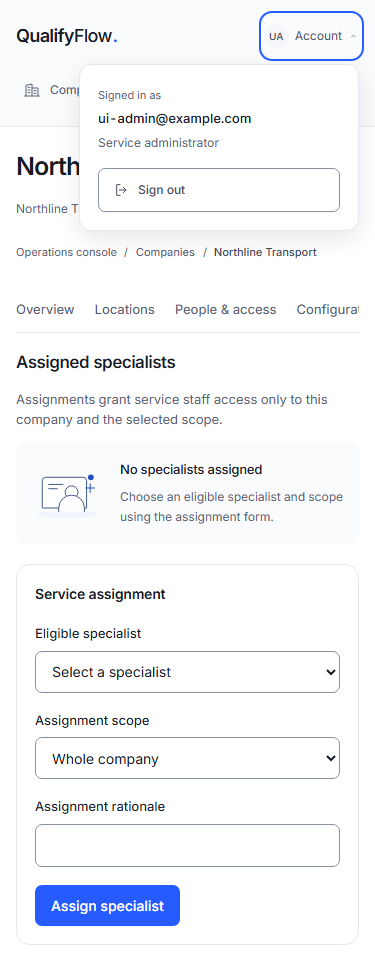 QualifyFlow.
UA Account
Signed in as
ui-admin@example.com
Service administrator
Sign out
Northline Transport
Operations console / Companies / Northline Transport
Overview Locations People & access
Assigned specialists
Assignments grant service staff access only to this
company and the selected scope.
No specialists assigned
Choose an eligible specialist and scope
using the assignment form.
Service assignment
Eligible specialist
Select a specialist
Assignment scope
Whole company
Assignment rationale
Assign specialist